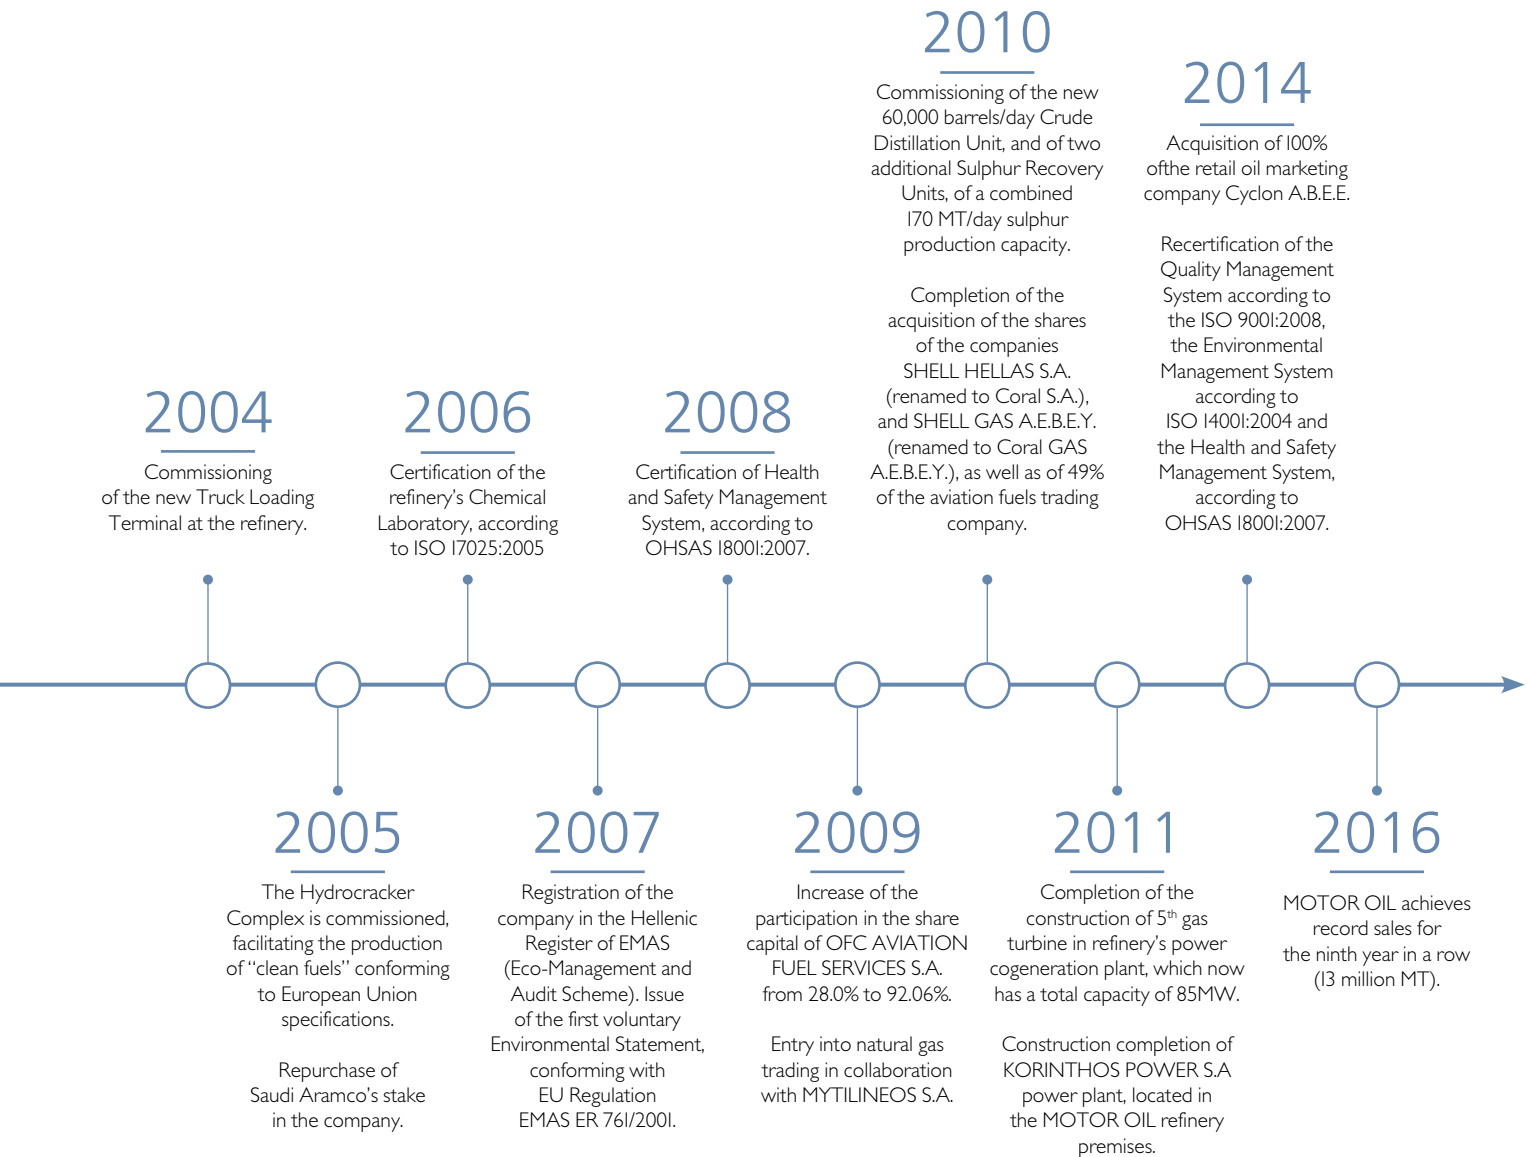 2004
Commissioning
of the new Truck Loading
Terminal at the refinery.
2005
The Hydrocracker
Complex is commissioned,
facilitating the production
of “clean fuels” conforming
to European Union
specifications.
Repurchase of
Saudi Aramco’s stake
in the company.
2006
Certification of the
refinery’s Chemical
Laboratory, according
to ISO 17025:2005
2007
Registration of the
company in the Hellenic
Register of EMAS
(Eco-Management and
Audit Scheme). Issue
of the first voluntary
Environmental Statement,
conforming with
EU Regulation
EMAS ER 761/2001.
2008
Certification of Health
and Safety Management
System, according to
OHSAS 18001:2007.
2009
Increase of the
participation in the share
capital of OFC AVIATION
FUEL SERVICES S.A.
from 28.0% to 92.06%.
Entry into natural gas
trading in collaboration
with MYTILINEOS S.A.
2010
Commissioning of the new
60,000 barrels/day Crude
Distillation Unit, and of two
additional Sulphur Recovery
Units, of a combined
170 MT/day sulphur
production capacity.
Completion of the
acquisition of the shares
of the companies
SHELL HELLAS S.A.
(renamed to Coral S.A.),
and SHELL GAS A.E.B.E.Y.
(renamed to Coral GAS
A.E.B.E.Y.), as well as of 49%
of the aviation fuels trading
company.
2011
Completion of the
construction of 5th gas
turbine in refinery’s power
cogeneration plant, which now
has a total capacity of 85MW.
Construction completion of
KORINTHOS POWER S.A
power plant, located in
the MOTOR OIL refinery
premises.
2014
Acquisition of 100%
ofthe retail oil marketing
company Cyclon A.B.E.E.
Recertification of the
Quality Management
System according to
the ISO 9001:2008,
the Environmental
Management System
according to
ISO 14001:2004 and
the Health and Safety
Management System,
according to
OHSAS 18001:2007.
2016
MOTOR OIL achieves
record sales for
the ninth year in a row
(13 million MT).